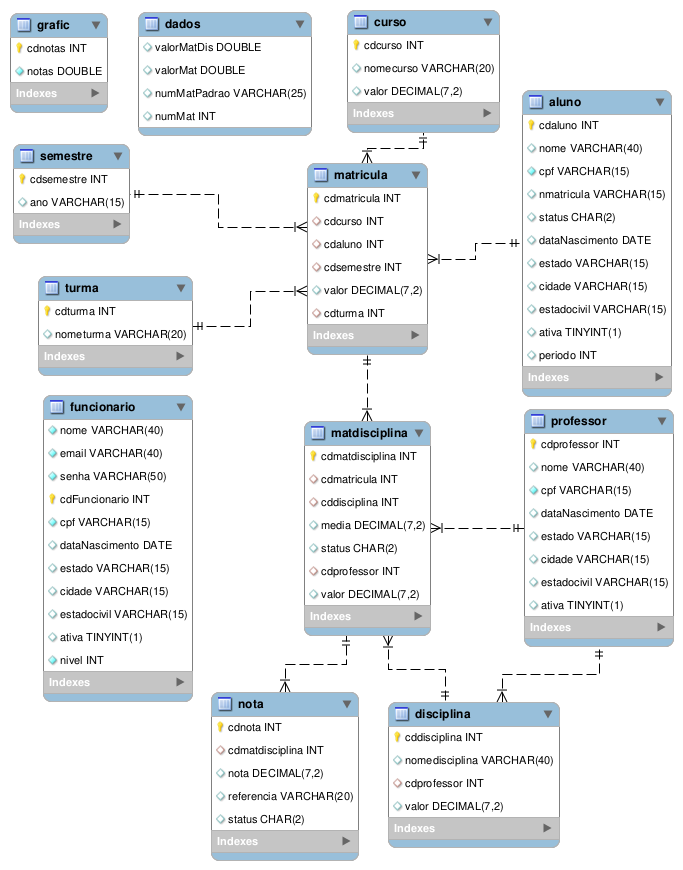 grafic
cdnotas INT
notas DOUBLE
Indexes
dados
valorMatDis DOUBLE
valorMat DOUBLE
numMatPadrao VARCHAR(25)
numMat INT
curso
cdcurso INT
nomecurso VARCHAR(20)
valor DECIMAL(7,2)
Indexes
aluno
cdaluno INT
nome VARCHAR(40)
cpf VARCHAR(15)
nmatricula VARCHAR(15)
status CHAR(2)
dataNascimento DATE
estado VARCHAR(15)
cidade VARCHAR(15)
estadocivil VARCHAR(15)
ativa TINYINT(1)
periodo INT
Indexes
semestre
cdsemestre INT
ano VARCHAR(15)
Indexes
matricula
cdmatricula INT
cdcurso INT
cdaluno INT
cdsemestre INT
valor DECIMAL(7,2)
cdturma INT
Indexes
turma
cdturma INT
nometurma VARCHAR(20)
Indexes
funcionario
nome VARCHAR(40)
email VARCHAR(40)
senha VARCHAR(50)
cdFuncionario INT
cpf VARCHAR(15)
dataNascimento DATE
estado VARCHAR(15)
cidade VARCHAR(15)
estadocivil VARCHAR(15)
ativa TINYINT(1)
nivel INT
Indexes
matdisciplina
cdmatdisciplina INT
cdmatricula INT
cddisciplina INT
media DECIMAL(7,2)
status CHAR(2)
cdprofessor INT
valor DECIMAL(7,2)
Indexes
professor
cdprofessor INT
nome VARCHAR(40)
cpf VARCHAR(15)
dataNascimento DATE
estado VARCHAR(15)
cidade VARCHAR(15)
estadocivil VARCHAR(15)
ativa TINYINT(1)
Indexes
nota
cdnota INT
cdmatdisciplina INT
nota DECIMAL(7,2)
referencia VARCHAR(20)
status CHAR(2)
Indexes
disciplina
cddisciplina INT
nomedisciplina VARCHAR(40)
cdprofessor INT
valor DECIMAL(7,2)
Indexes